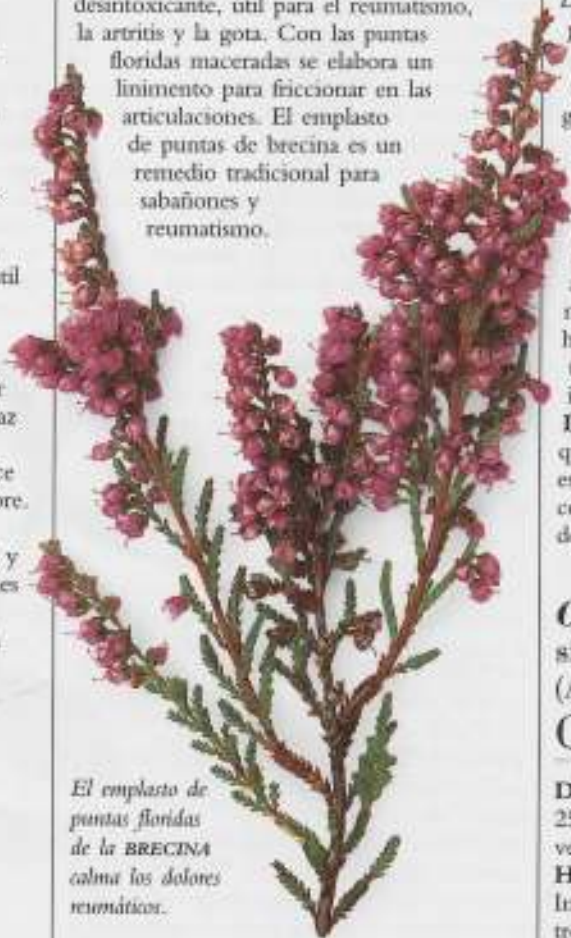 desintoxicante, útil para el reumatismo,
la artritis y la gota. Con las puntas
floridas maceradas se elabora un
linimento para friccionar en las
articulaciones. El emplasto
de puntas de brecina es un
remedio tradicional para
sabañones y
reumatismo.
El emplasto de
puntas floridas
de la BRECINA
calma los dolores
reumáticos.